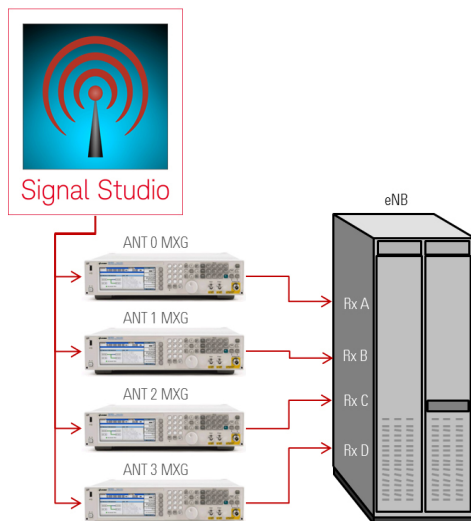 Signal Studio
eNB
ANT 0 MXG
Rx A
ANT 1 MXG
Rx B
ANT 2 MXG
Rx C
ANT 3 MXG
Rx D